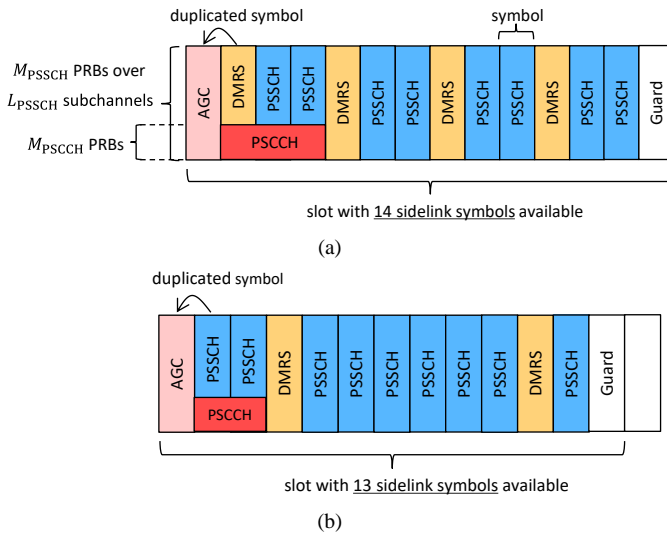 duplicated symbol
symbol
M_PSSCH PRBs over
L_PSSCH subchannels
M_PSCCH PRBs
AGC
DMRS
PSSCH
PSSCH
PSCCH
DMRS
PSSCH
PSSCH
DMRS
PSSCH
PSSCH
DMRS
PSSCH
PSSCH
Guard
slot with 14 sidelink symbols available
(a)
duplicated symbol
AGC
PSSCH
PSSCH
PSCCH
DMRS
PSSCH
PSSCH
PSSCH
PSSCH
PSSCH
PSSCH
DMRS
PSSCH
Guard
slot with 13 sidelink symbols available
(b)